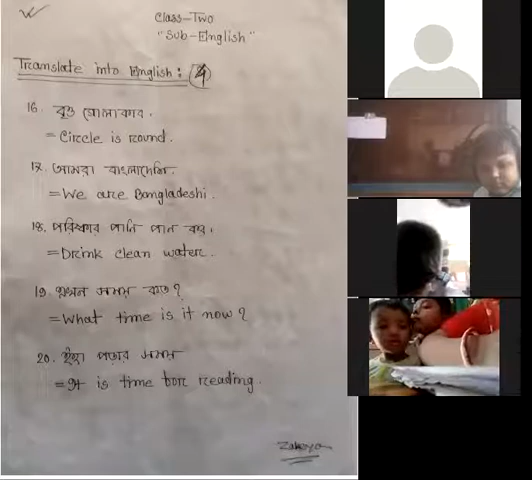 Class-Two
"Sub-English"
Translate into English: 4
16. বৃত্ত গোলাকার.
= Circle is round.
17. আমরা বাংলাদেশি.
= We are Bangladeshi.
18. পরিষ্কার পানি পান কর.
= Drink clean water.
19. এখন সময় কত?
= What time is it now?
20. ইহা পড়ার সময়
= It is time for reading.
Zakeya